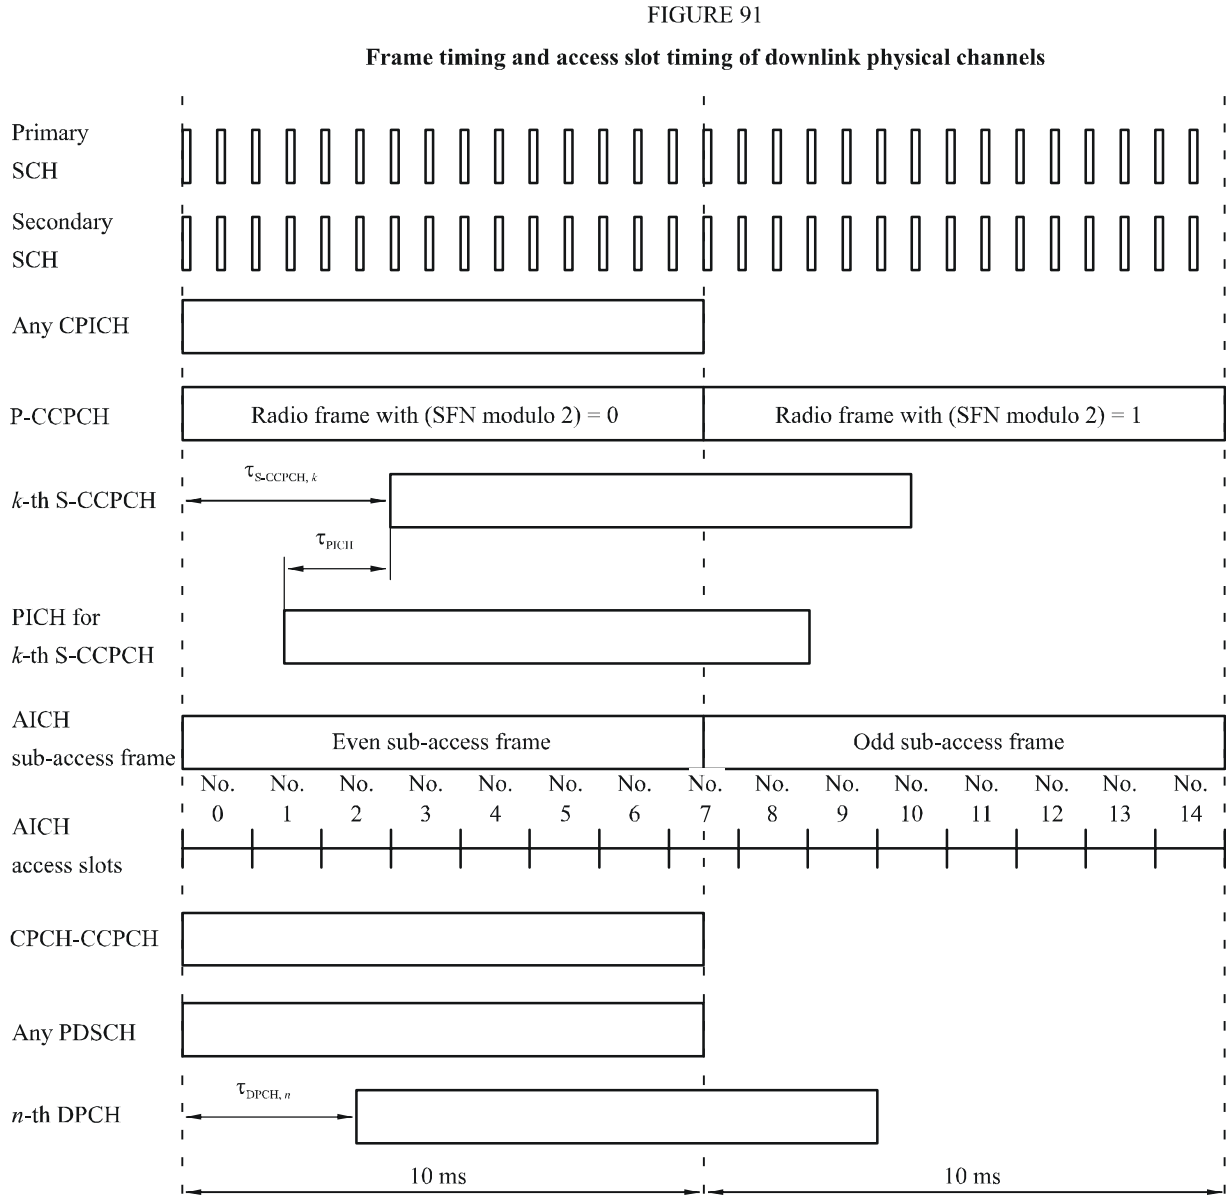 FIGURE 91
Frame timing and access slot timing of downlink physical channels
Primary
SCH
Secondary
SCH
Any CPICH
P-CCPCH
Radio frame with (SFN modulo 2) = 0
Radio frame with (SFN modulo 2) = 1
τS-CCPCH, k
k-th S-CCPCH
τPICH
PICH for
k-th S-CCPCH
AICH
sub-access frame
Even sub-access frame
Odd sub-access frame
No. No. No. No. No. No. No. No. No. No. No. No. No. No. No.
0 1 2 3 4 5 6 7 8 9 10 11 12 13 14
AICH
access slots
CPCH-CCPCH
Any PDSCH
τDPCH, n
n-th DPCH
10 ms
10 ms